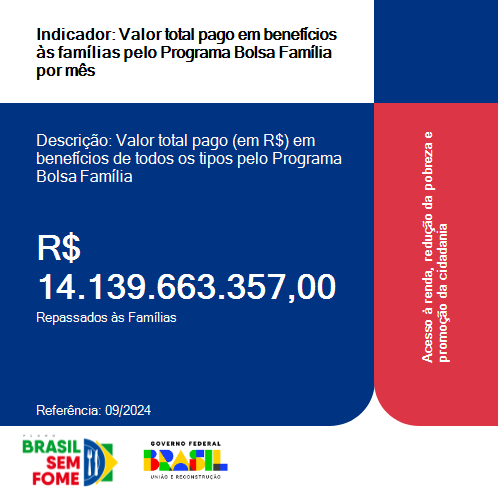 Indicador: Valor total pago em benefícios
às famílias pelo Programa Bolsa Família
por mês
Descrição: Valor total pago (em R$) em
benefícios de todos os tipos pelo Programa
Bolsa Família
R$
14.139.663.357,00
Repassados às Famílias
Referência: 09/2024
Acesso à renda, redução da pobreza e
promoção da cidadania
PLANO
BRASIL
SEM
FOME
GOVERNO FEDERAL
BRASIL
UNIÃO E RECONSTRUÇÃO